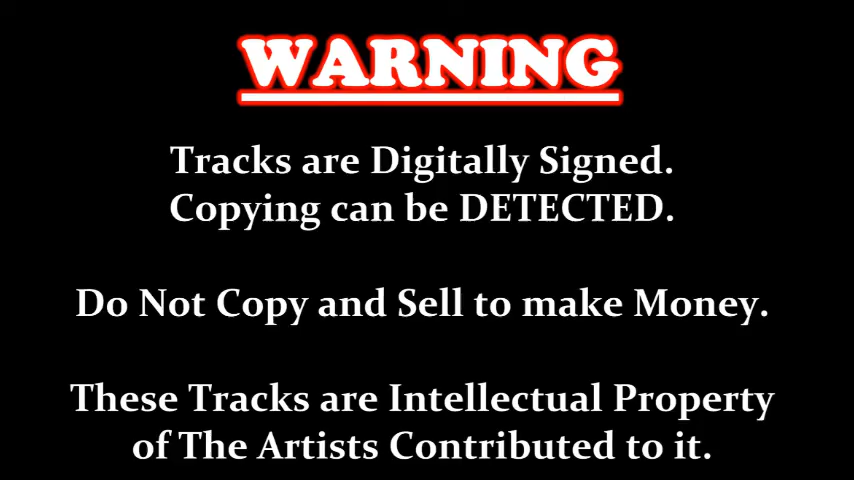 WARNING
Tracks are Digitally Signed.
Copying can be DETECTED.
Do Not Copy and Sell to make Money.
These Tracks are Intellectual Property
of The Artists Contributed to it.